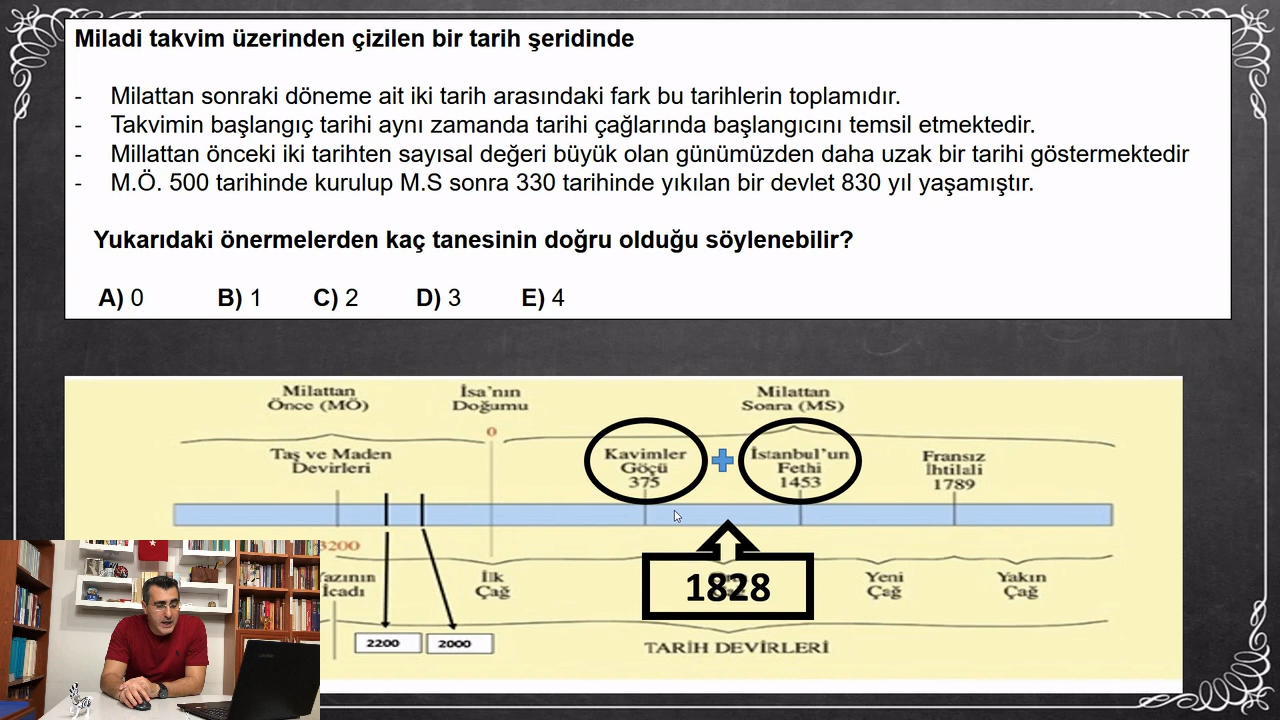 Miladi takvim üzerinden çizilen bir tarih şeridinde
- Milattan sonraki döneme ait iki tarih arasındaki fark bu tarihlerin toplamıdır.
- Takvimin başlangıç tarihi aynı zamanda tarihi çağlarında başlangıcını temsil etmektedir.
- Millattan önceki iki tarihten sayısal değeri büyük olan günümüzden daha uzak bir tarihi göstermektedir
- M.Ö. 500 tarihinde kurulup M.S sonra 330 tarihinde yıkılan bir devlet 830 yıl yaşamıştır.
Yukarıdaki önermelerden kaç tanesinin doğru olduğu söylenebilir?
A) 0 B) 1 C) 2 D) 3 E) 4
Milattan
Önce (MÖ)
İsa'nın
Doğumu
Milattan
Sonra (MS)
0
Taş ve Maden
Devirleri
Kavimler
Göçü
375
İstanbul'un
Fethi
1453
Fransız
İhtilali
1789
3200
Yazının
İcadı
İlk
Çağ
1828
Yeni
Çağ
Yakın
Çağ
2200
2000
TARİH DEVİRLERİ